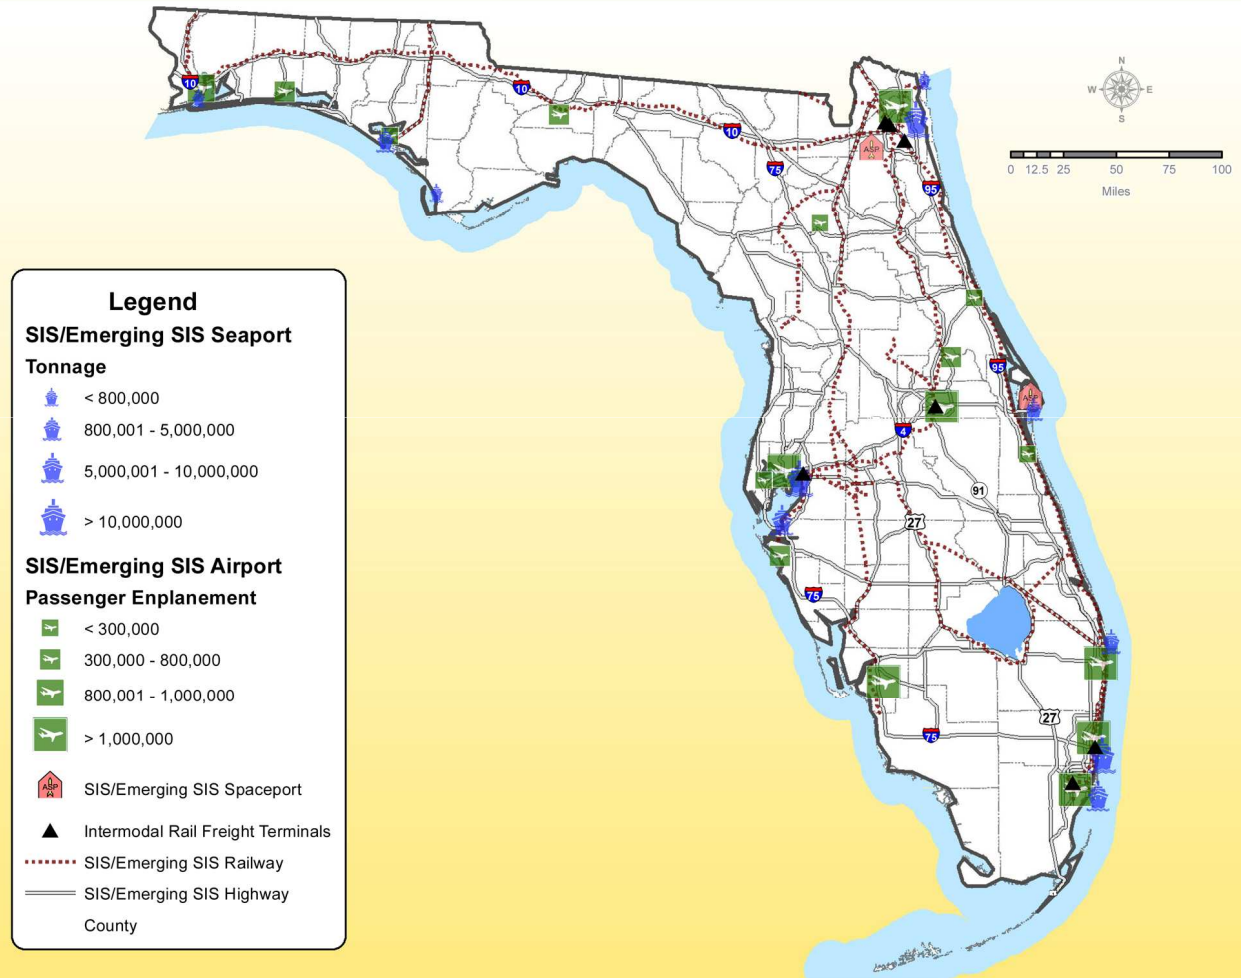 10
10
10
75
95
95
4
91
27
75
27
75
ASP
ASP
N
W E
S
0 12.5 25 50 75 100
Miles
Legend
SIS/Emerging SIS Seaport
Tonnage
< 800,000
800,001 - 5,000,000
5,000,001 - 10,000,000
> 10,000,000
SIS/Emerging SIS Airport
Passenger Enplanement
< 300,000
300,000 - 800,000
800,001 - 1,000,000
> 1,000,000
ASP SIS/Emerging SIS Spaceport
Intermodal Rail Freight Terminals
SIS/Emerging SIS Railway
SIS/Emerging SIS Highway
County